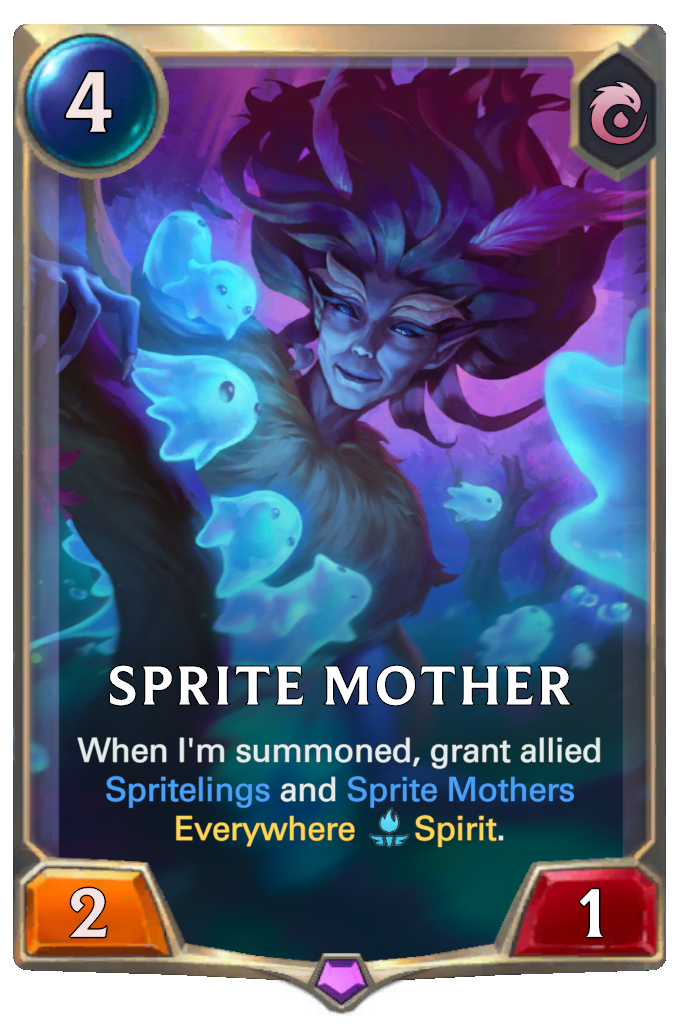 4
SPRITE MOTHER
When I'm summoned, grant allied
Spritelings and Sprite Mothers
Everywhere Spirit.
2
1